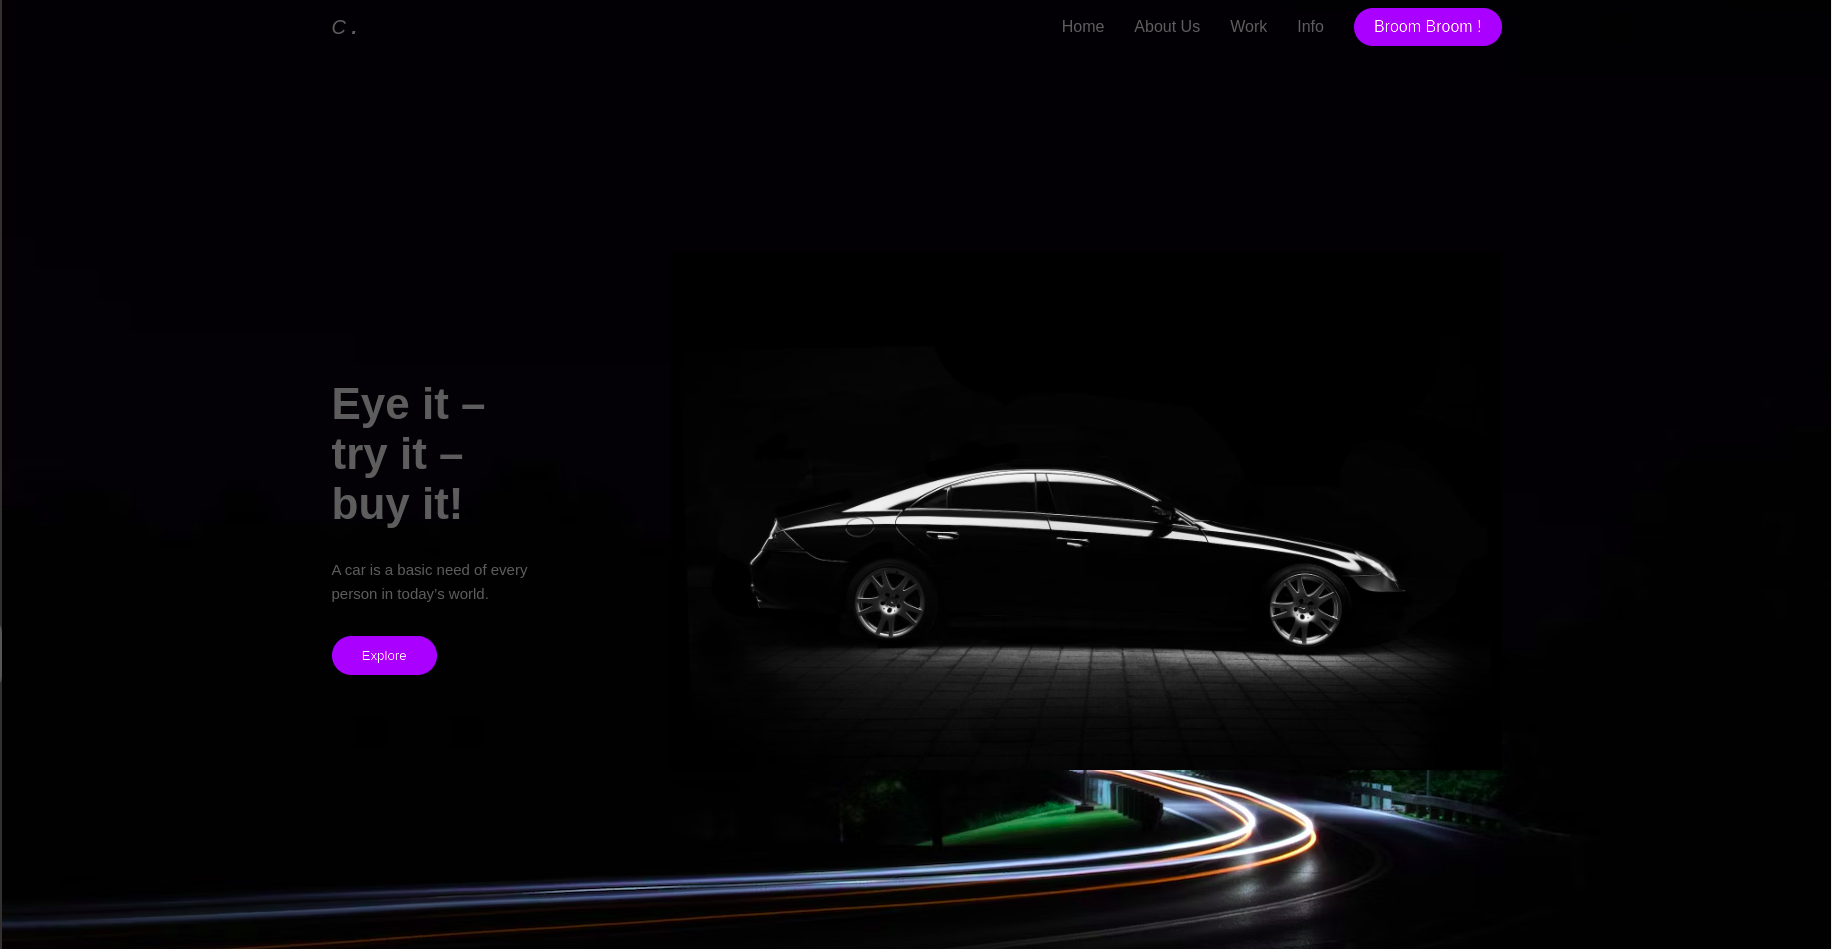 C.
Home
About Us
Work
Info
Broom Broom !
Eye it –
try it –
buy it!
A car is a basic need of every
person in today’s world.
Explore